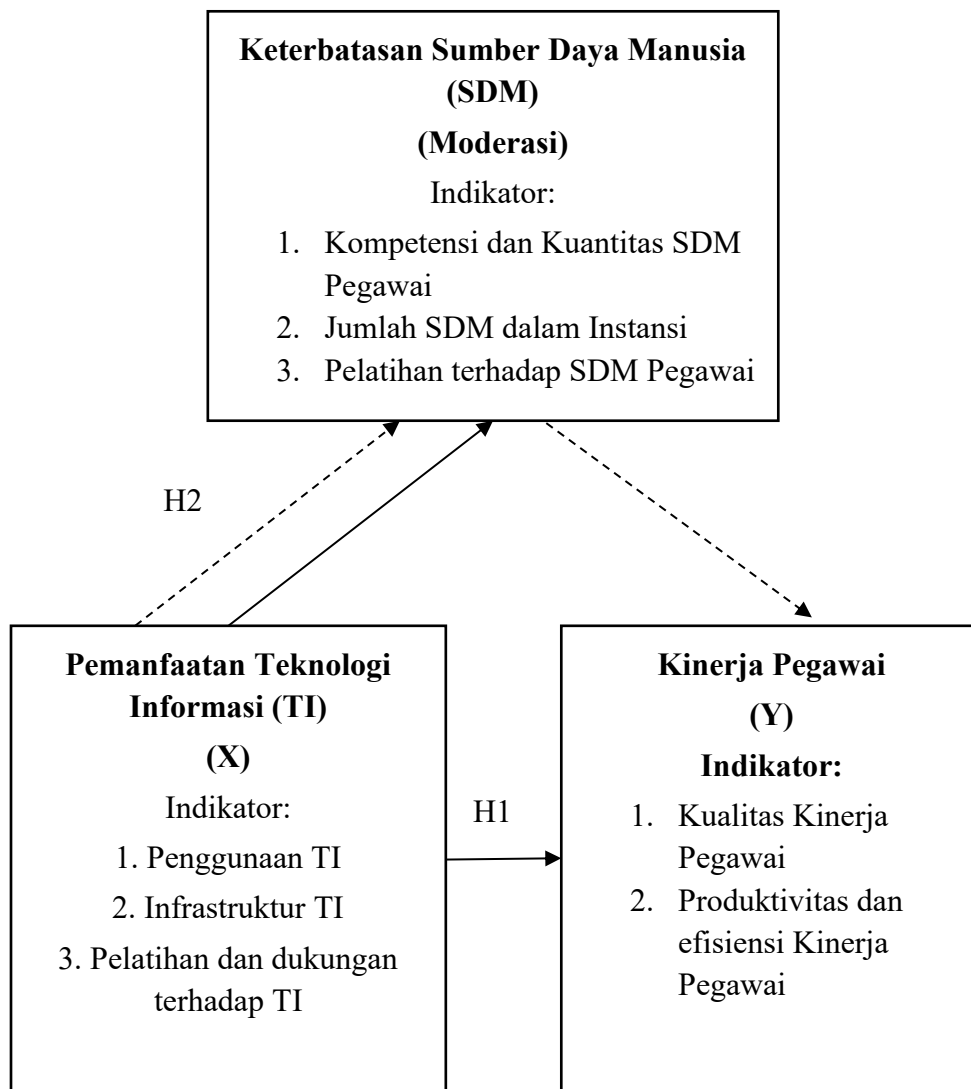 Keterbatasan Sumber Daya Manusia
(SDM)
(Moderasi)
Indikator:
1. Kompetensi dan Kuantitas SDM
Pegawai
2. Jumlah SDM dalam Instansi
3. Pelatihan terhadap SDM Pegawai
H2
Pemanfaatan Teknologi
Informasi (TI)
(X)
Indikator:
1. Penggunaan TI
2. Infrastruktur TI
3. Pelatihan dan dukungan
terhadap TI
H1
Kinerja Pegawai
(Y)
Indikator:
1. Kualitas Kinerja
Pegawai
2. Produktivitas dan
efisiensi Kinerja
Pegawai